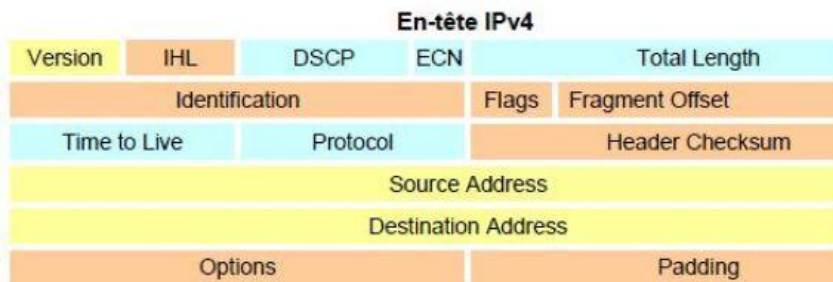 En-tête IPv4
Version IHL DSCP ECN Total Length
Identification Flags Fragment Offset
Time to Live Protocol Header Checksum
Source Address
Destination Address
Options Padding